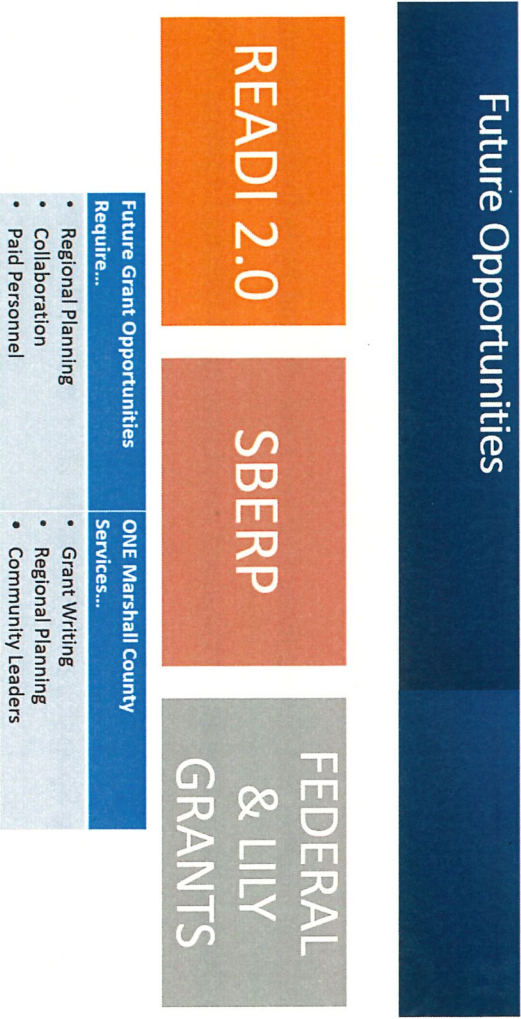 Future Opportunities
READI 2.0
SBERP
FEDERAL
& LILY
GRANTS
Future Grant Opportunities
Require...
• Regional Planning
• Collaboration
• Paid Personnel
ONE Marshall County
Services...
• Grant Writing
• Regional Planning
• Community Leaders